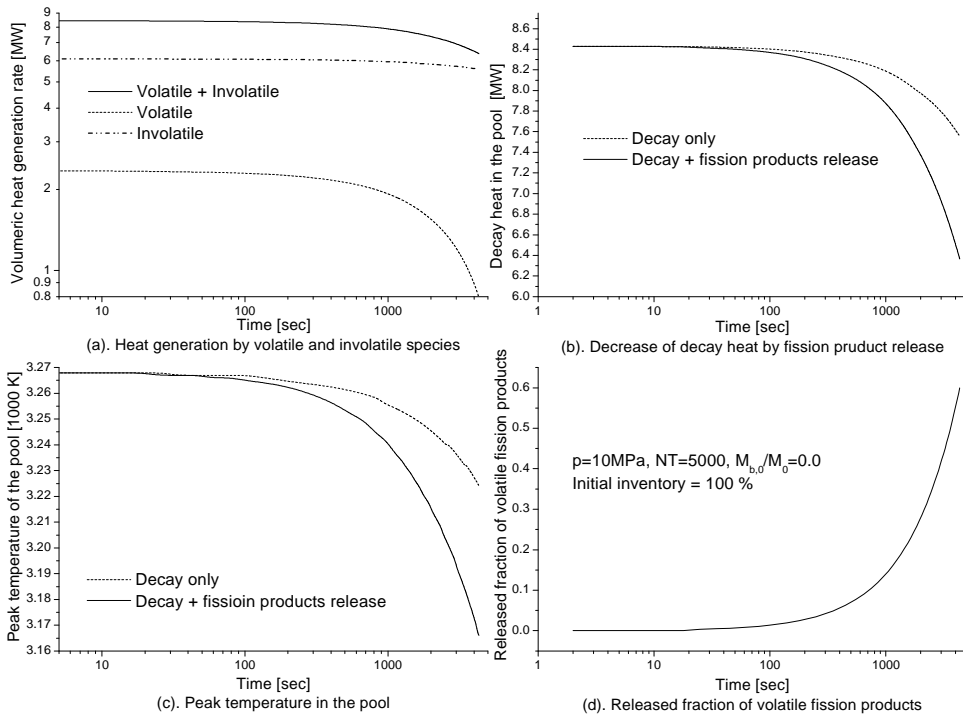 Volumeric heat generation rate [MW]
9
8
7
6
5
4
3
2
1
0.9
0.8
Volatile + Involatile
Volatile
Involatile
10 100 1000
Time [sec]
(a). Heat generation by volatile and involatile species
Decay heat in the pool [MW]
8.6
8.4
8.2
8.0
7.8
7.6
7.4
7.2
7.0
6.8
6.6
6.4
6.2
6.0
Decay only
Decay + fission products release
1 10 100 1000
Time [sec]
(b). Decrease of decay heat by fission pruduct release
Peak temperature of the pool [1000 K]
3.27
3.26
3.25
3.24
3.23
3.22
3.21
3.20
3.19
3.18
3.17
3.16
Decay only
Decay + fissioin products release
10 100 1000
Time [sec]
(c). Peak temperature in the pool
Released fraction of volatile fission products
0.6
0.5
0.4
0.3
0.2
0.1
0.0
p=10MPa, NT=5000, Mb,0/M0=0.0
Initial inventory = 100 %
1 10 100 1000
Time [sec]
(d). Released fraction of volatile fission products